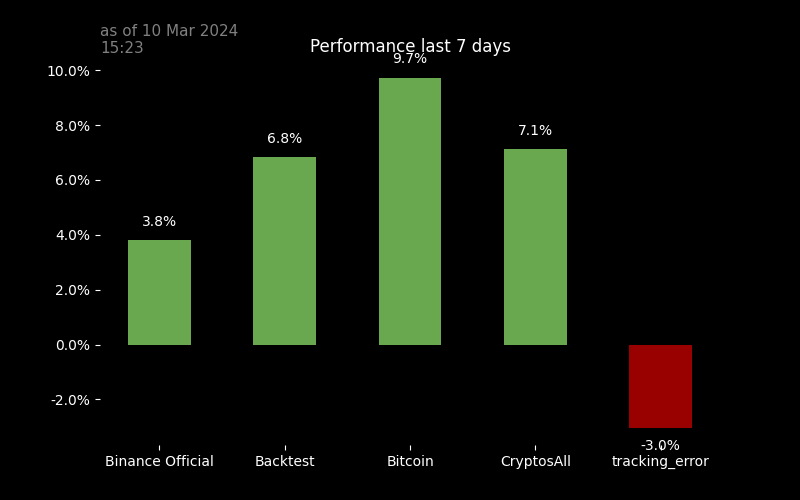 as of 10 Mar 2024
15:23
Performance last 7 days
10.0%
8.0%
6.0%
4.0%
2.0%
0.0%
-2.0%
3.8%
6.8%
9.7%
7.1%
-3.0%
Binance Official
Backtest
Bitcoin
CryptosAll
tracking_error